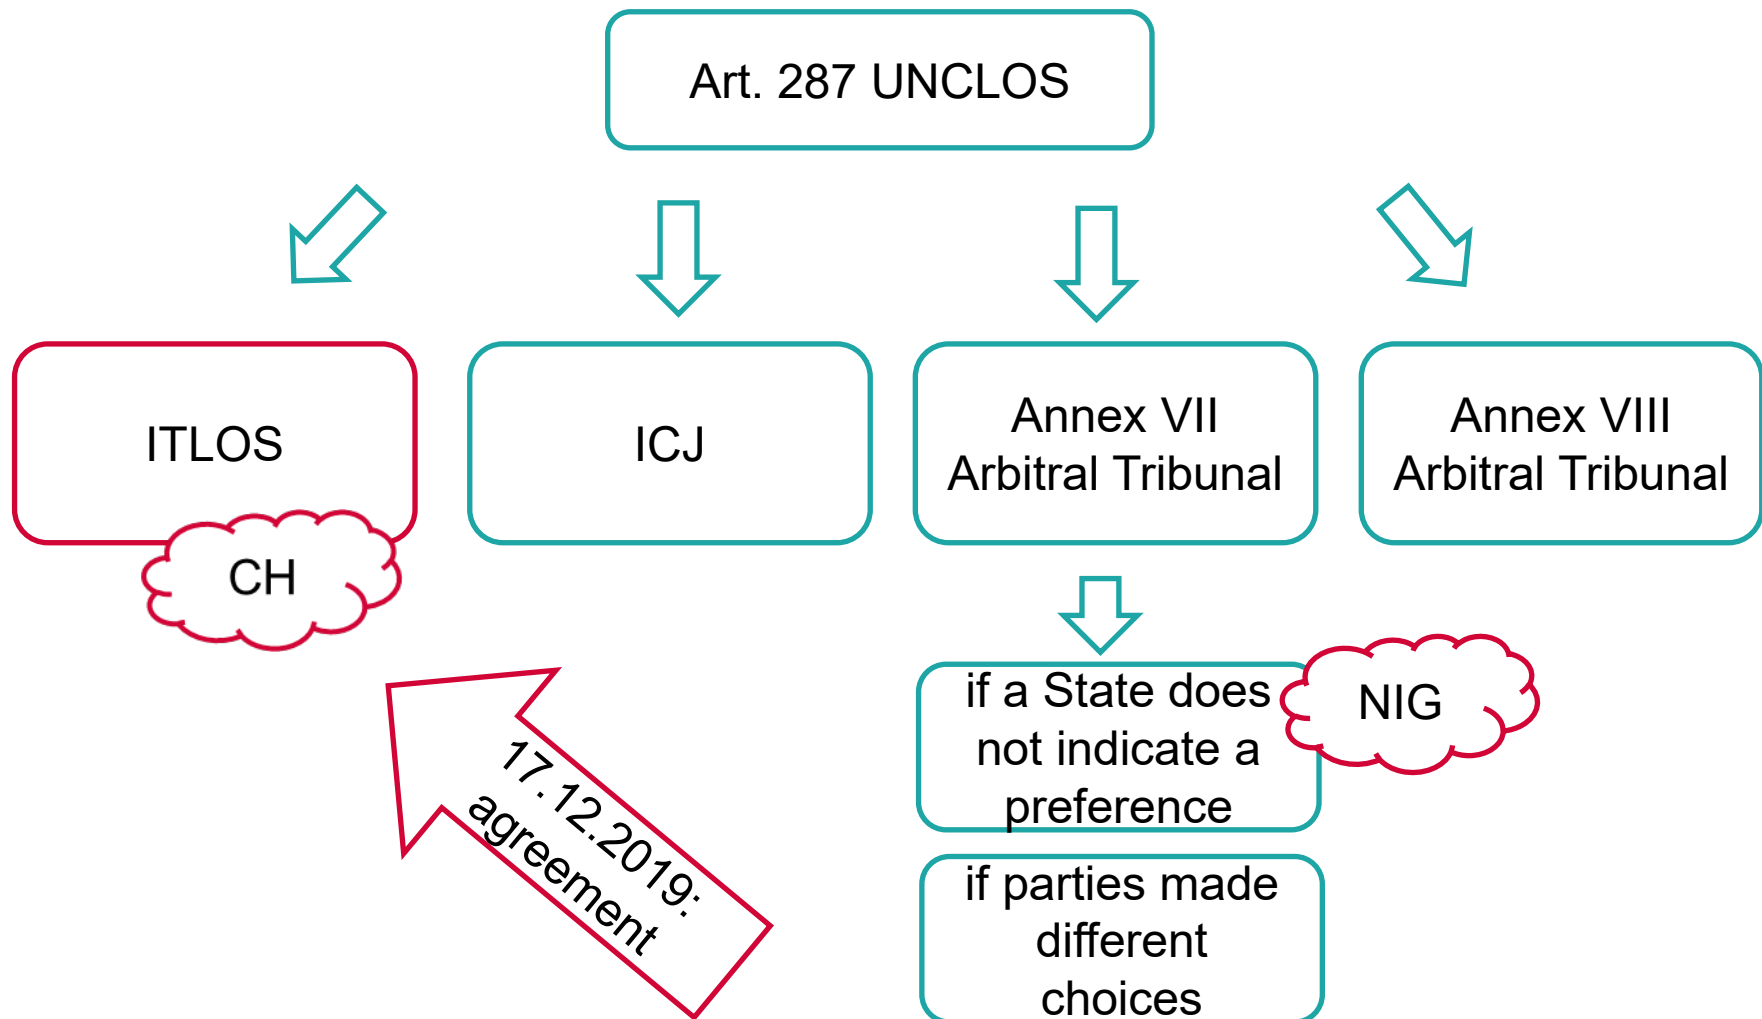 Art. 287 UNCLOS
ITLOS
ICJ
Annex VII
Arbitral Tribunal
Annex VIII
Arbitral Tribunal
CH
if a State does
not indicate a
preference
NIG
17.12.2019:
agreement
if parties made
different
choices